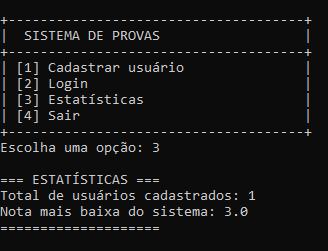 +-------------------------------------+
|  SISTEMA DE PROVAS                  |
+-------------------------------------+
| [1] Cadastrar usuário               |
| [2] Login                           |
| [3] Estatísticas                    |
| [4] Sair                            |
+-------------------------------------+
Escolha uma opção: 3

=== ESTATÍSTICAS ===
Total de usuários cadastrados: 1
Nota mais baixa do sistema: 3.0
====================